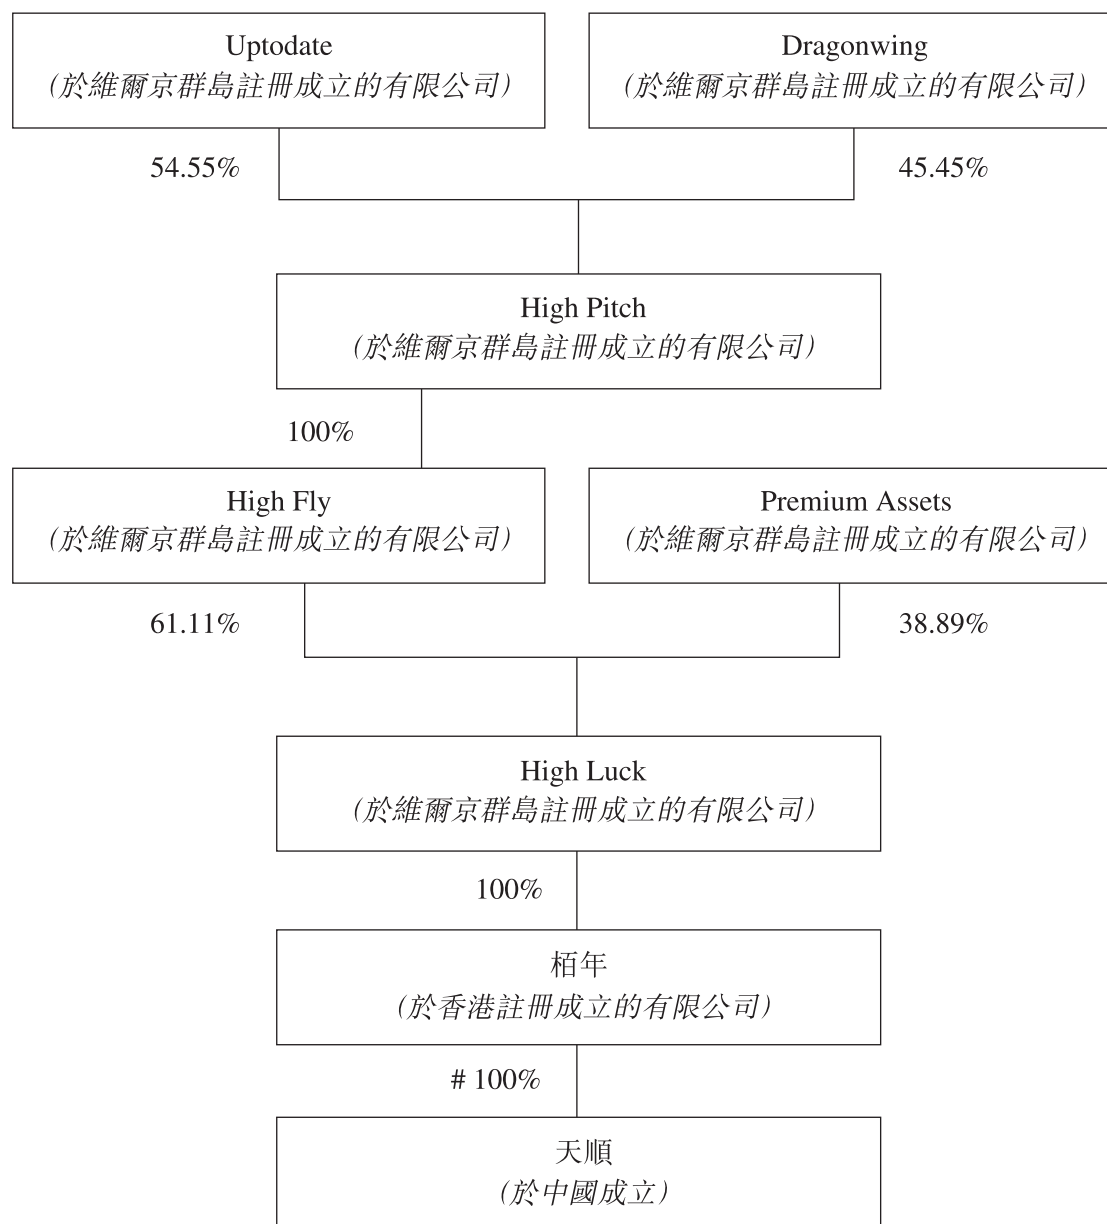 Uptodate
(於維爾京群島註冊成立的有限公司)
Dragonwing
(於維爾京群島註冊成立的有限公司)
54.55%
45.45%
High Pitch
(於維爾京群島註冊成立的有限公司)
100%
High Fly
(於維爾京群島註冊成立的有限公司)
Premium Assets
(於維爾京群島註冊成立的有限公司)
61.11%
38.89%
High Luck
(於維爾京群島註冊成立的有限公司)
100%
栢年
(於香港註冊成立的有限公司)
# 100%
天順
(於中國成立)